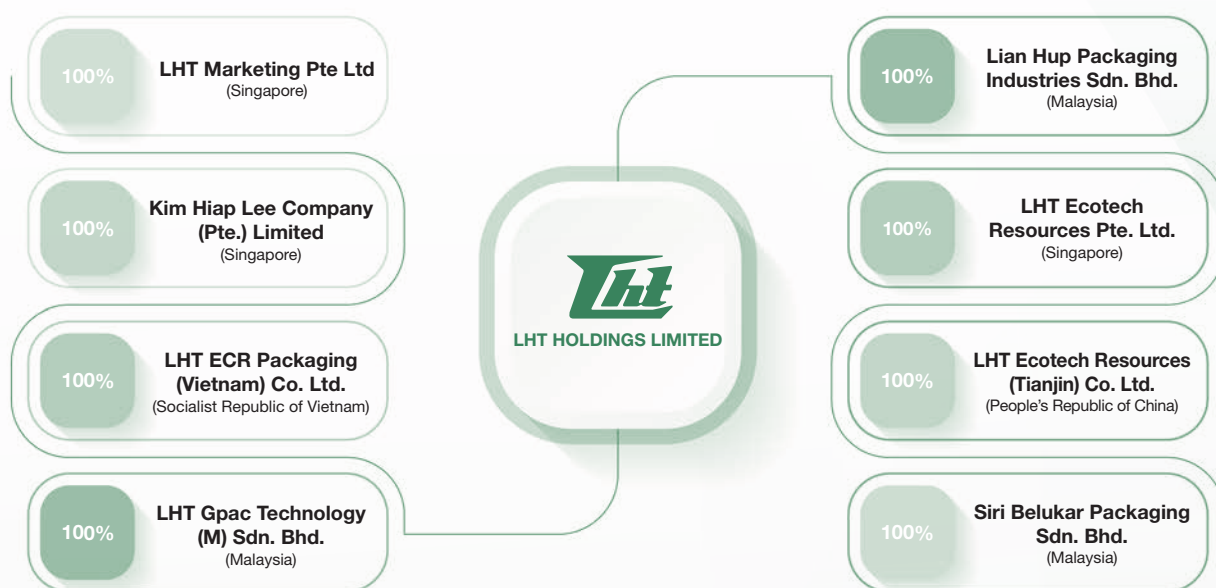 100%
LHT Marketing Pte Ltd
(Singapore)
100%
Kim Hiap Lee Company
(Pte.) Limited
(Singapore)
100%
LHT ECR Packaging
(Vietnam) Co. Ltd.
(Socialist Republic of Vietnam)
100%
LHT Gpac Technology
(M) Sdn. Bhd.
(Malaysia)
Lht
LHT HOLDINGS LIMITED
100%
Lian Hup Packaging
Industries Sdn. Bhd.
(Malaysia)
100%
LHT Ecotech
Resources Pte. Ltd.
(Singapore)
100%
LHT Ecotech Resources
(Tianjin) Co. Ltd.
(People's Republic of China)
100%
Siri Belukar Packaging
Sdn. Bhd.
(Malaysia)